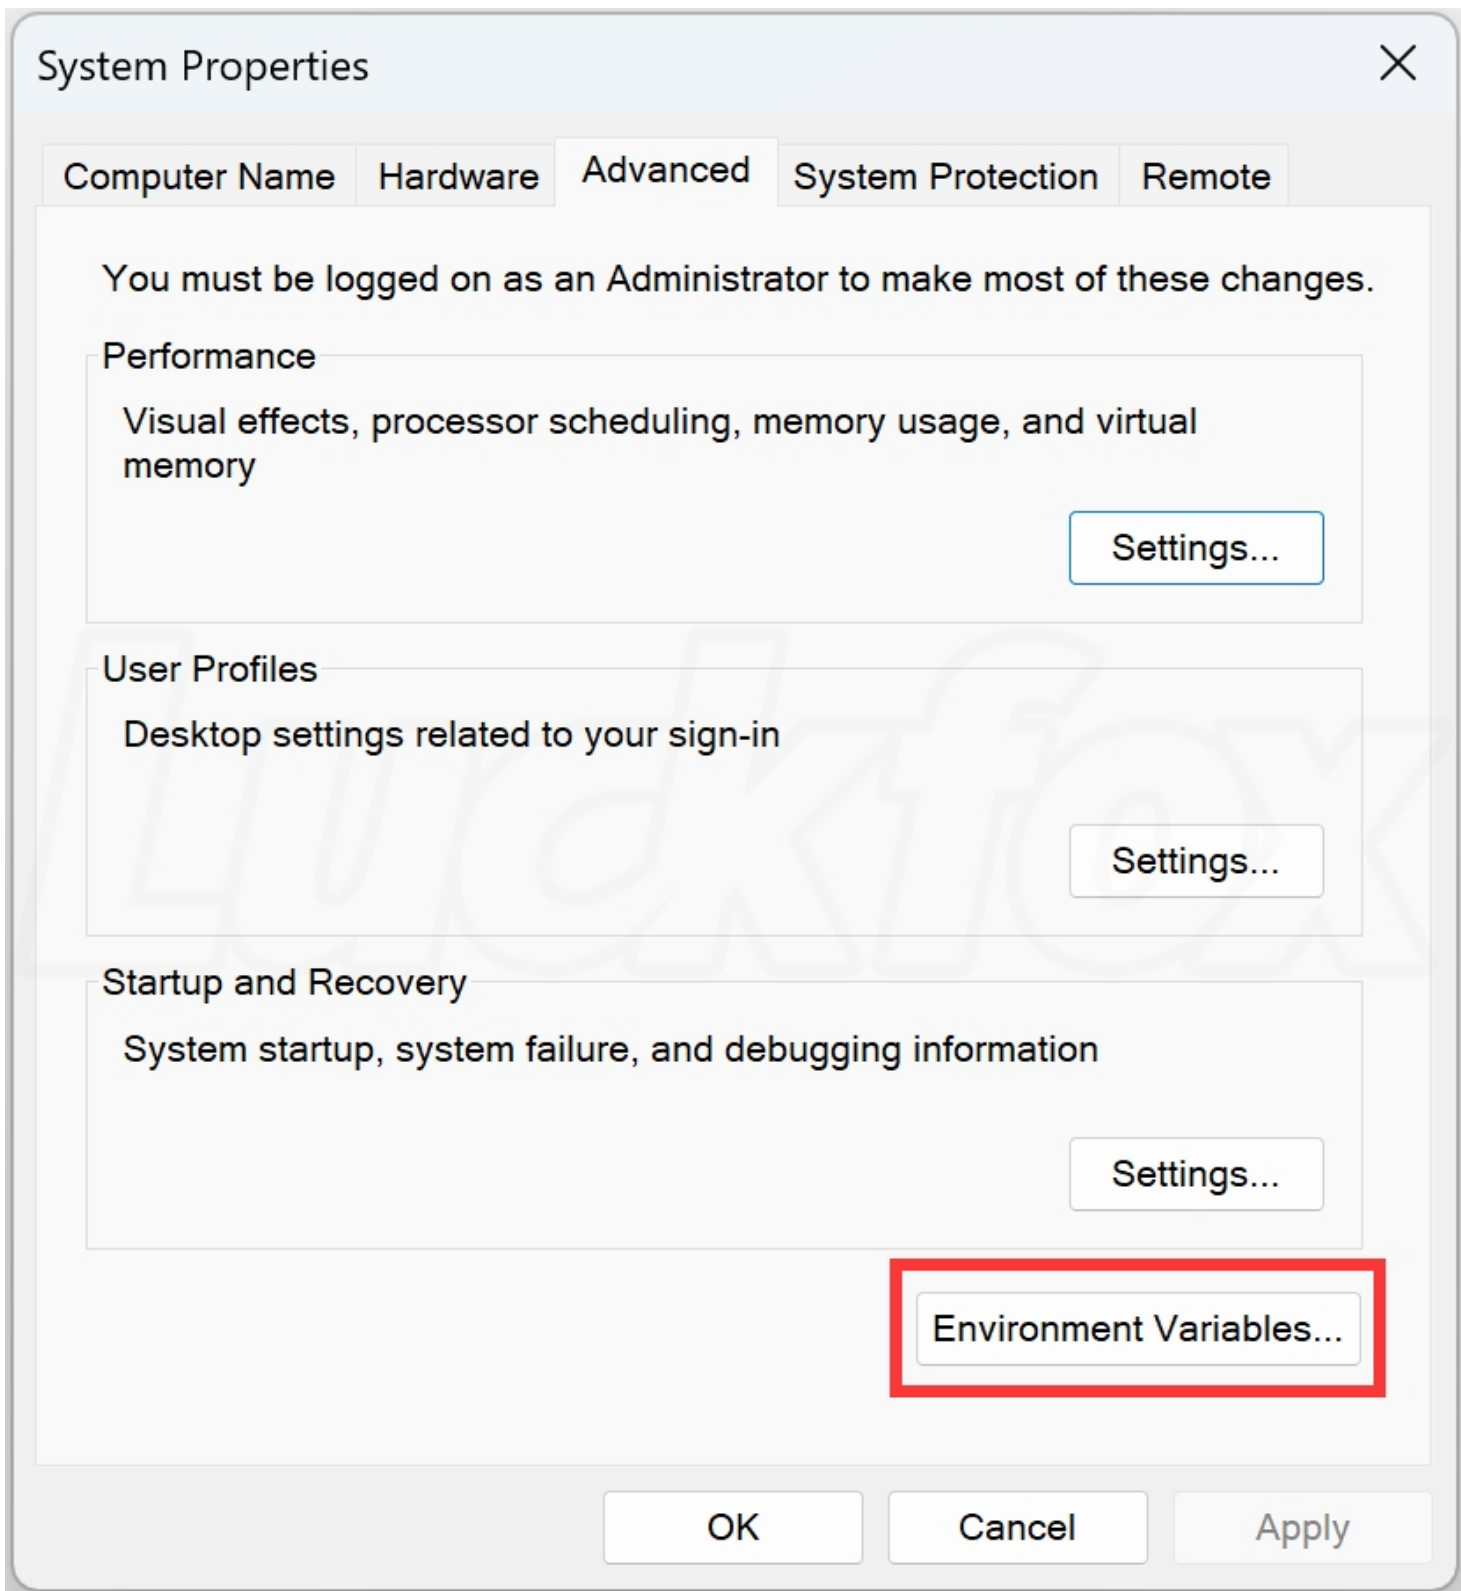 System Properties
Computer Name
Hardware
Advanced
System Protection
Remote
You must be logged on as an Administrator to make most of these changes.
Performance
Visual effects, processor scheduling, memory usage, and virtual
memory
Settings...
User Profiles
Desktop settings related to your sign-in
Settings...
Luckfox
Startup and Recovery
System startup, system failure, and debugging information
Settings...
Environment Variables...
OK
Cancel
Apply